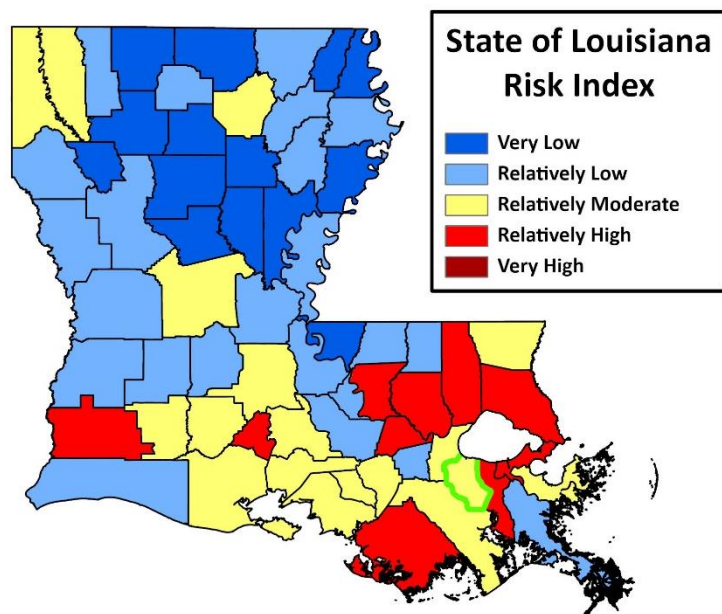 State of Louisiana
Risk Index
Very Low
Relatively Low
Relatively Moderate
Relatively High
Very High